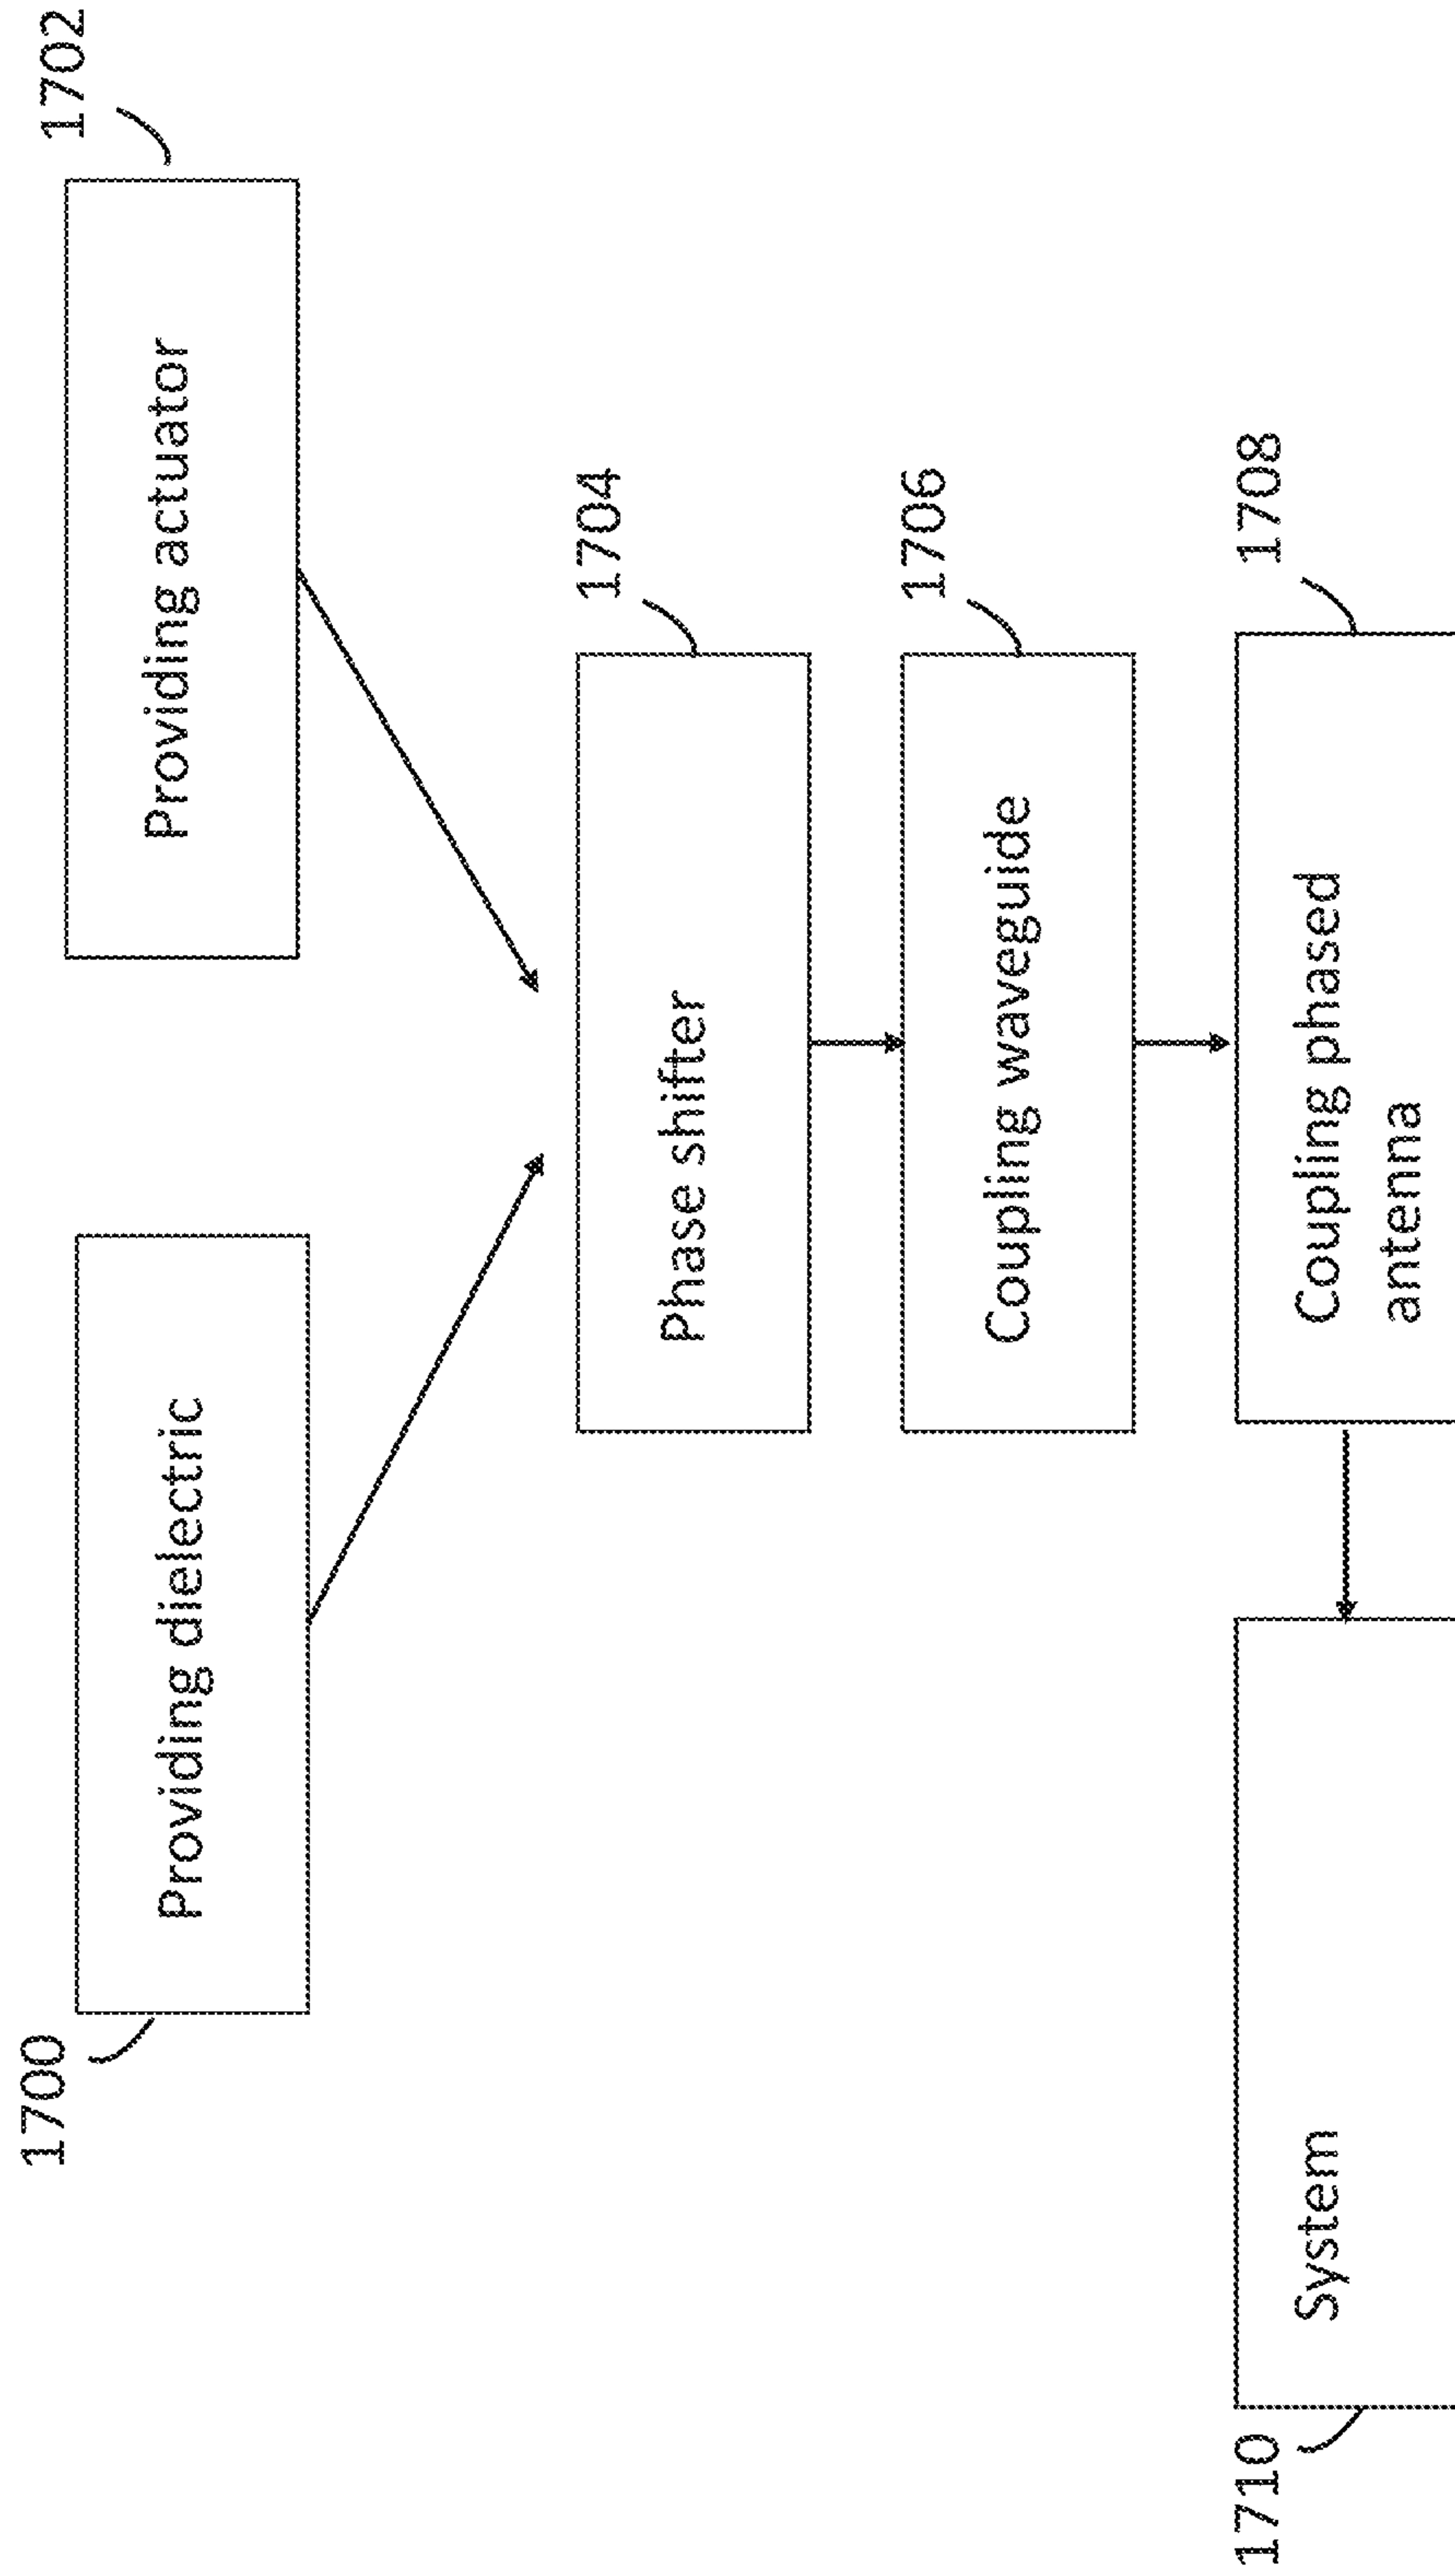 1700
Providing dielectric
1702
Providing actuator
1704
Phase shifter
1706
Coupling waveguide
1708
Coupling phased
antenna
1710
System